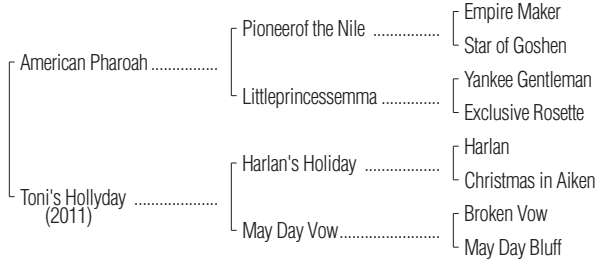 Empire Maker
Pioneerof the Nile ................
Star of Goshen
American Pharoah ................
Yankee Gentleman
Littleprincessemma ..............
Exclusive Rosette
Harlan
Harlan's Holiday ..................
Christmas in Aiken
Toni's Hollyday ....................
(2011)
Broken Vow
May Day Vow........................
May Day Bluff